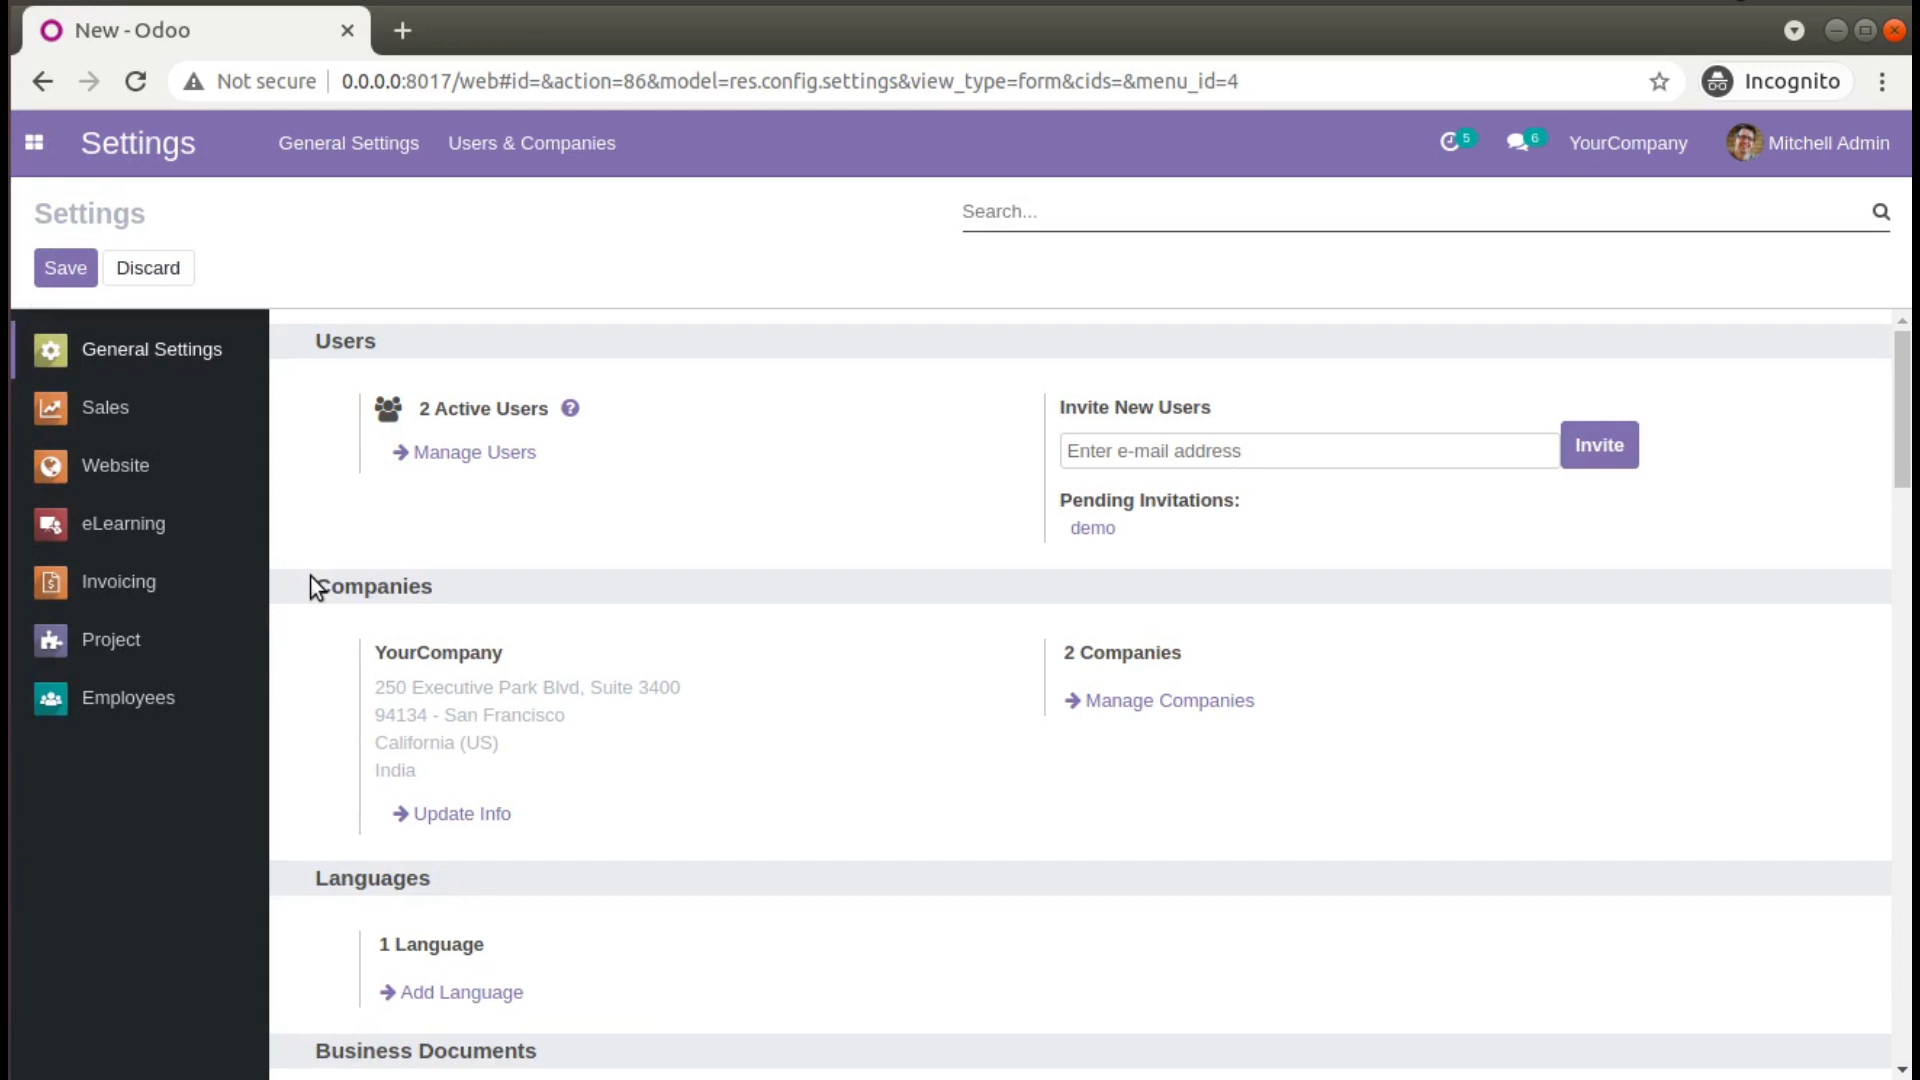 New - Odoo
Not secure 0.0.0.0:8017/web#id=&action=86&model=res.config.settings&view_type=form&cids=&menu_id=4 Incognito
Settings General Settings Users & Companies 5 6 YourCompany Mitchell Admin
Settings Search...
Save Discard
General Settings
Sales
Website
eLearning
Invoicing
Project
Employees
Users
2 Active Users ?
Manage Users
Invite New Users
Enter e-mail address Invite
Pending Invitations:
demo
Companies
YourCompany
250 Executive Park Blvd, Suite 3400
94134 - San Francisco
California (US)
India
Update Info
2 Companies
Manage Companies
Languages
1 Language
Add Language
Business Documents